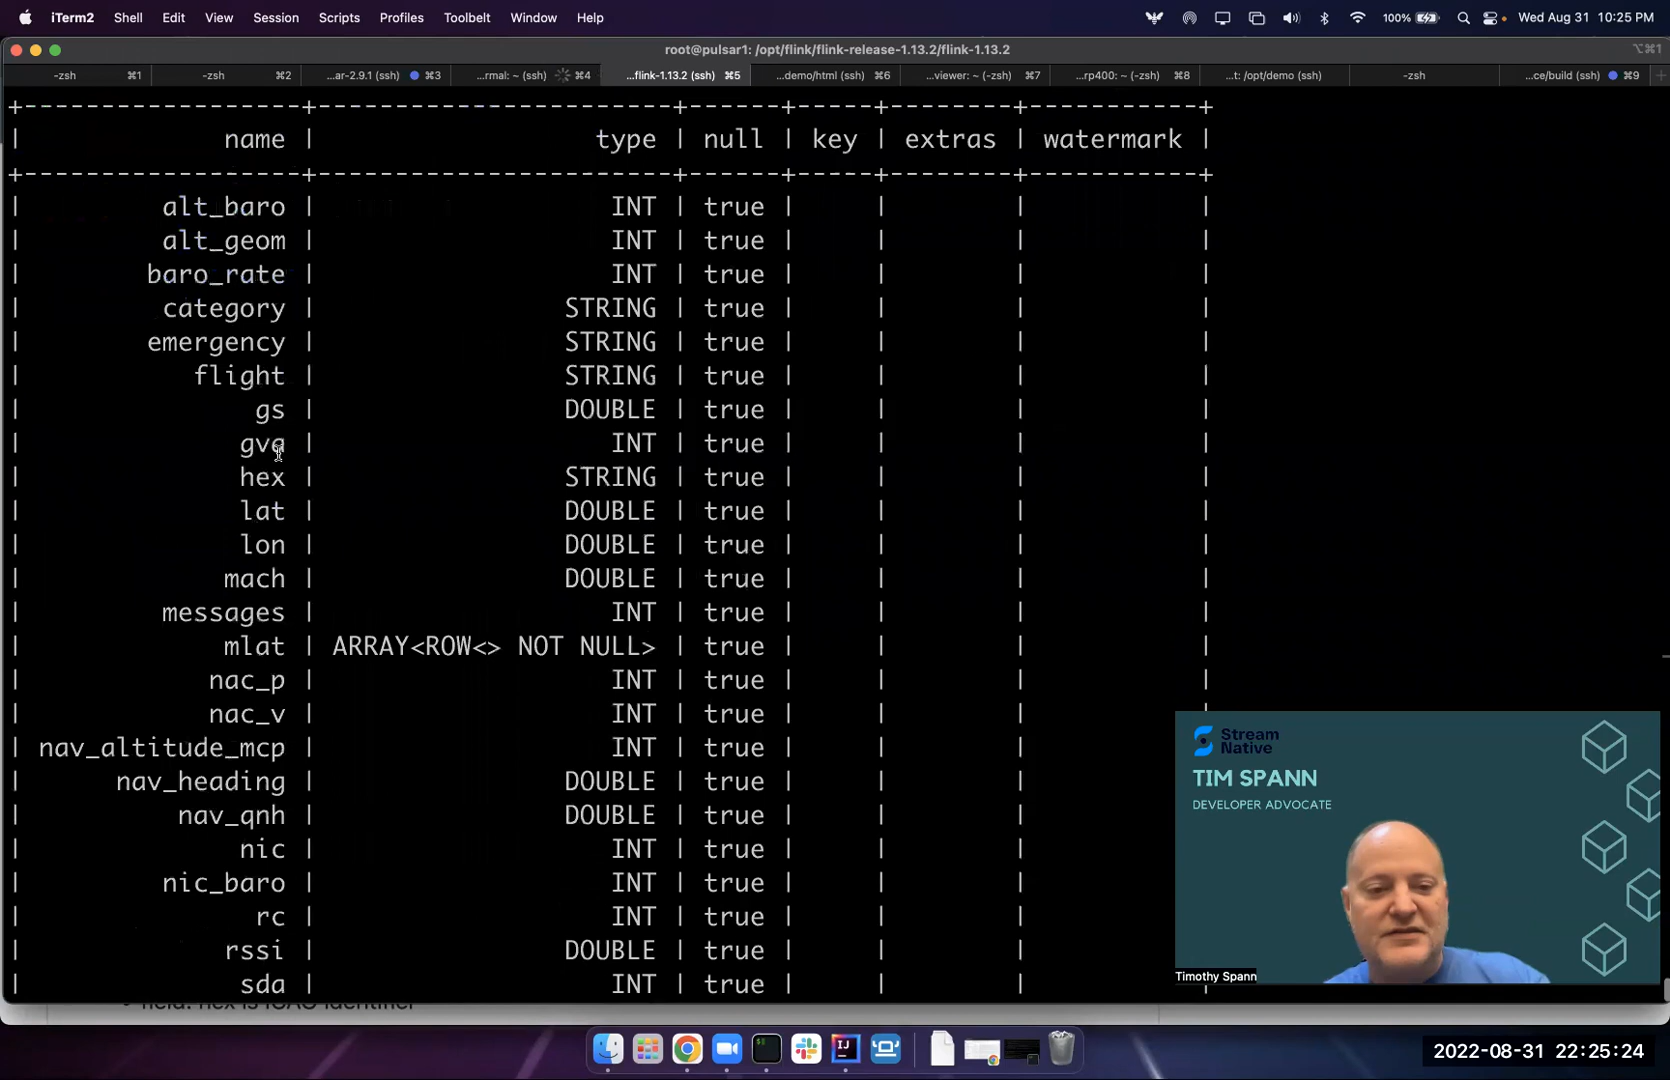 iTerm2 Shell Edit View Session Scripts Profiles Toolbelt Window Help 100% Wed Aug 31 10:25 PM
root@pulsar1: /opt/flink/flink-release-1.13.2/flink-1.13.2 ⌥⌘1
-zsh ⌘1 -zsh ⌘2 ...ar-2.9.1 (ssh) ⌘3 ...rmal: ~ (ssh) ⌘4 ...flink-1.13.2 (ssh) ⌘5 ...demo/html (ssh) ⌘6 ...viewer: ~ (-zsh) ⌘7 ...rp400: ~ (-zsh) ⌘8 ...t: /opt/demo (ssh) -zsh ...ce/build (ssh) ⌘9
| name | type | null | key | extras | watermark |
| alt_baro | INT | true | | | |
| alt_geom | INT | true | | | |
| baro_rate | INT | true | | | |
| category | STRING | true | | | |
| emergency | STRING | true | | | |
| flight | STRING | true | | | |
| gs | DOUBLE | true | | | |
| gva | INT | true | | | |
| hex | STRING | true | | | |
| lat | DOUBLE | true | | | |
| lon | DOUBLE | true | | | |
| mach | DOUBLE | true | | | |
| messages | INT | true | | | |
| mlat | ARRAY<ROW<> NOT NULL> | true | | | |
| nac_p | INT | true | | | |
| nac_v | INT | true | | | |
| nav_altitude_mcp | INT | true | | |
| nav_heading | DOUBLE | true | | |
| nav_qnh | DOUBLE | true | | |
| nic | INT | true | | |
| nic_baro | INT | true | | |
| rc | INT | true | | |
| rssi | DOUBLE | true | | |
| sda | INT | true | | |
Stream
Native
TIM SPANN
DEVELOPER ADVOCATE
Timothy Spann
field: hex is ICAO identifier
2022-08-31 22:25:24